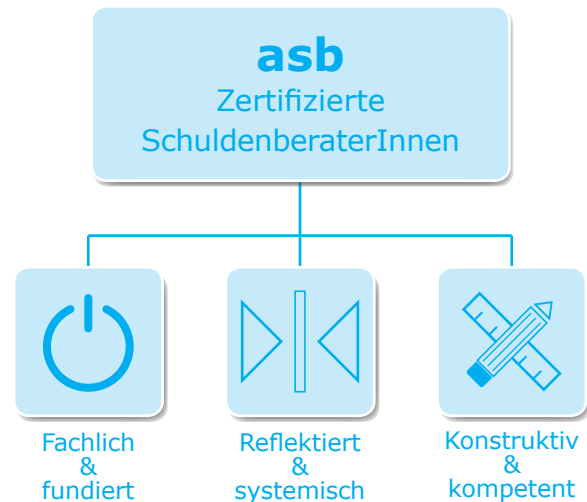 asb
Zertifizierte
SchuldenberaterInnen
Fachlich
&
fundiert
Reflektiert
&
systemisch
Konstruktiv
&
kompetent